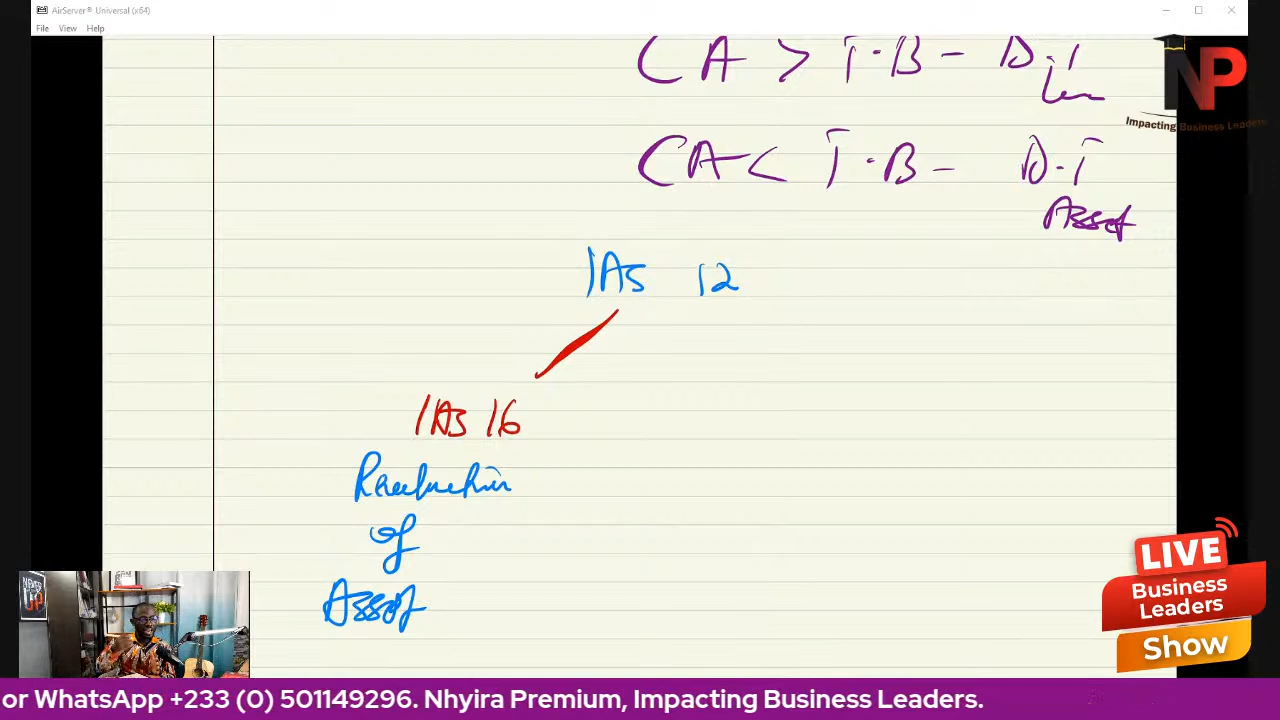 AirServer® Universal (x64)
File View Help
CA > T.B - D.T
CA < T.B - D.T
Asset
NP
Impacting Business Leaders
IAS 12
IAS 16
Revaluation
of
Asset
LIVE
Business
Leaders
Show
or WhatsApp +233 (0) 501149296. Nhyira Premium, Impacting Business Leaders.